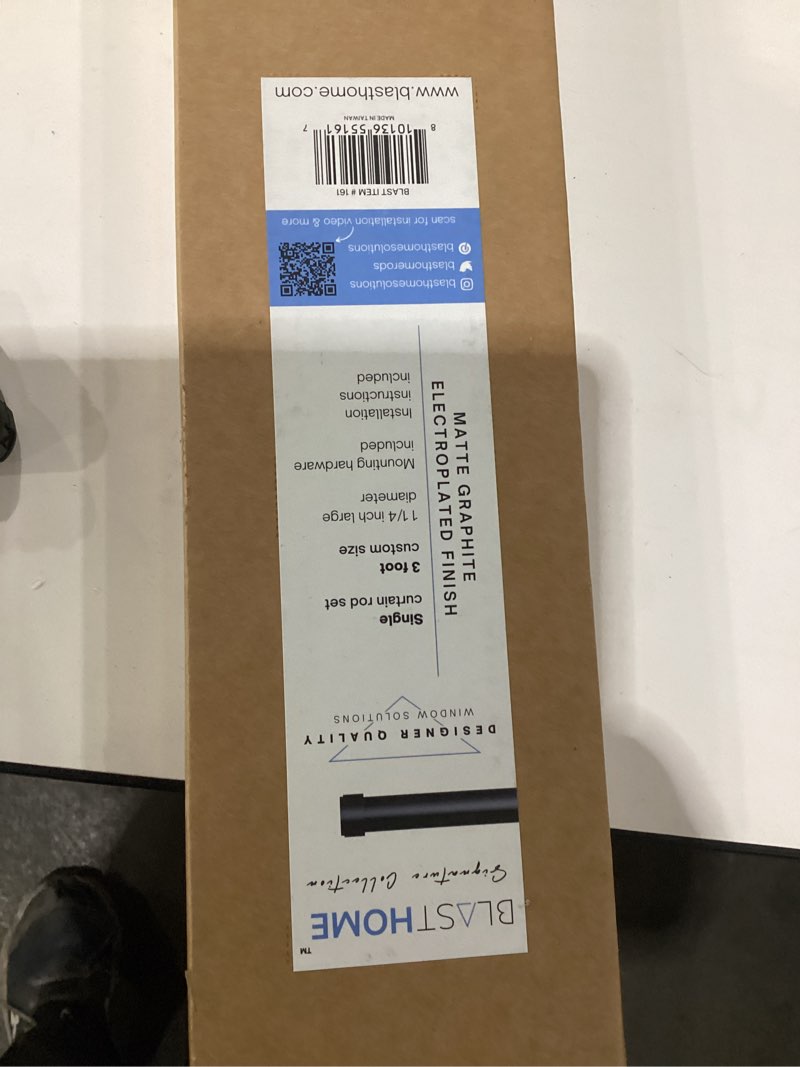 BLASTHOME™
Signature Collection
DESIGNER QUALITY
WINDOW SOLUTIONS
MATTE GRAPHITE
ELECTROPLATED FINISH
Single
curtain rod set
3 foot
custom size
1 1/4 inch large
diameter
Mounting hardware
included
Installation
instructions
included
blasthomesolutions
blasthomerods
blasthomesolutions
scan for installation video & more
BLAST ITEM # 161
8 10136 55161 7
MADE IN TAIWAN
www.blasthome.com